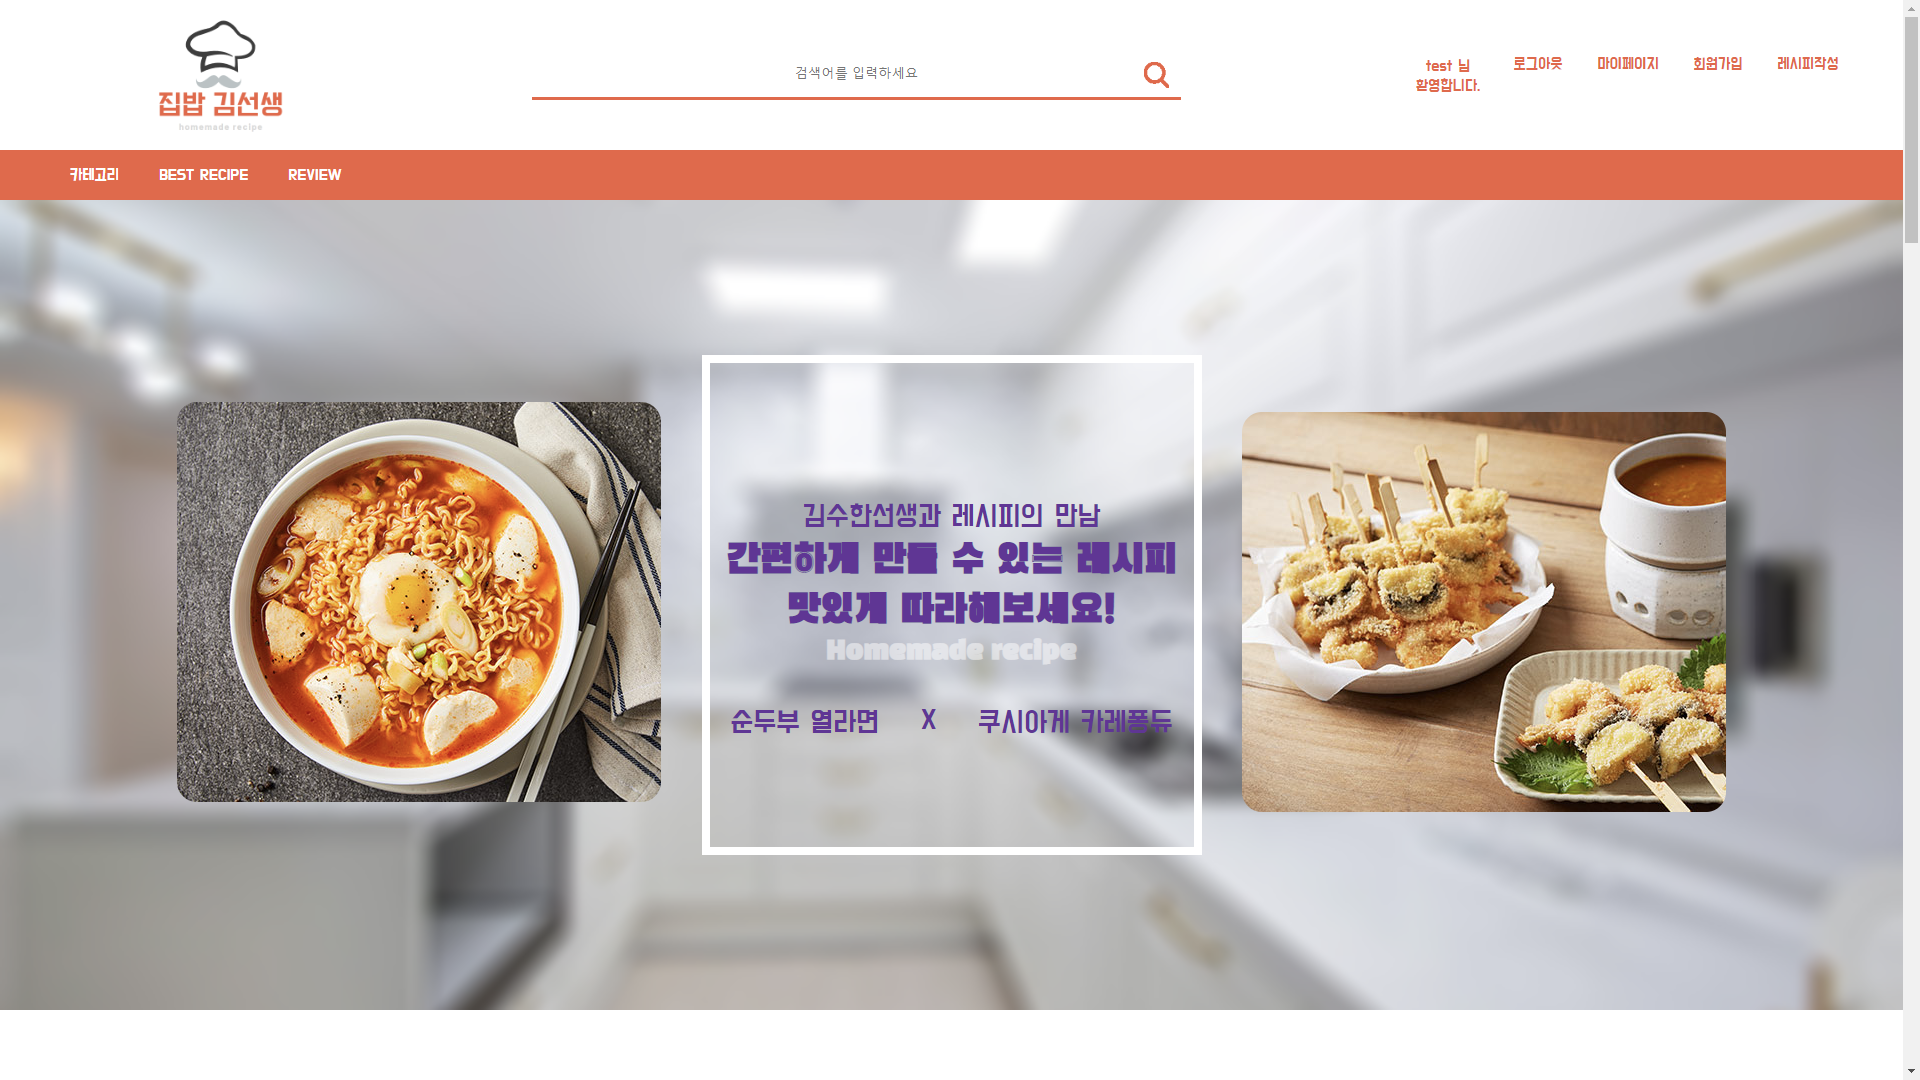 집밥 김선생
homemade recipe
검색어를 입력하세요
test 님
환영합니다.
로그아웃
마이페이지
회원가입
레시피작성
카테고리
BEST RECIPE
REVIEW
김수한선생과 레시피의 만남
간편하게 만들 수 있는 레시피
맛있게 따라해보세요!
Homemade recipe
순두부 열라면 X 쿠시아게 카레퐁듀